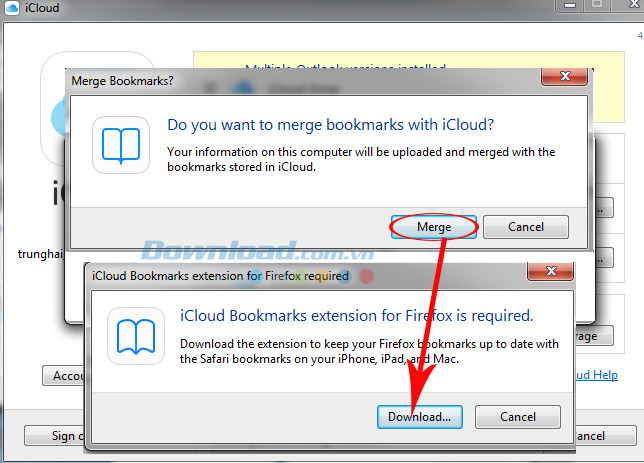 iCloud
Multiple Outlook versions installed
Merge Bookmarks?
iCloud Drive
Do you want to merge bookmarks with iCloud?
Your information on this computer will be uploaded and merged with the
bookmarks stored in iCloud.
Merge
Cancel
trunghai
Download.com.vn
iCloud Bookmarks extension for Firefox required
iCloud Bookmarks extension for Firefox is required.
Download the extension to keep your Firefox bookmarks up to date with
the Safari bookmarks on your iPhone, iPad, and Mac.
Download...
Cancel
Accou
rage
ud Help
Sign o
ancel